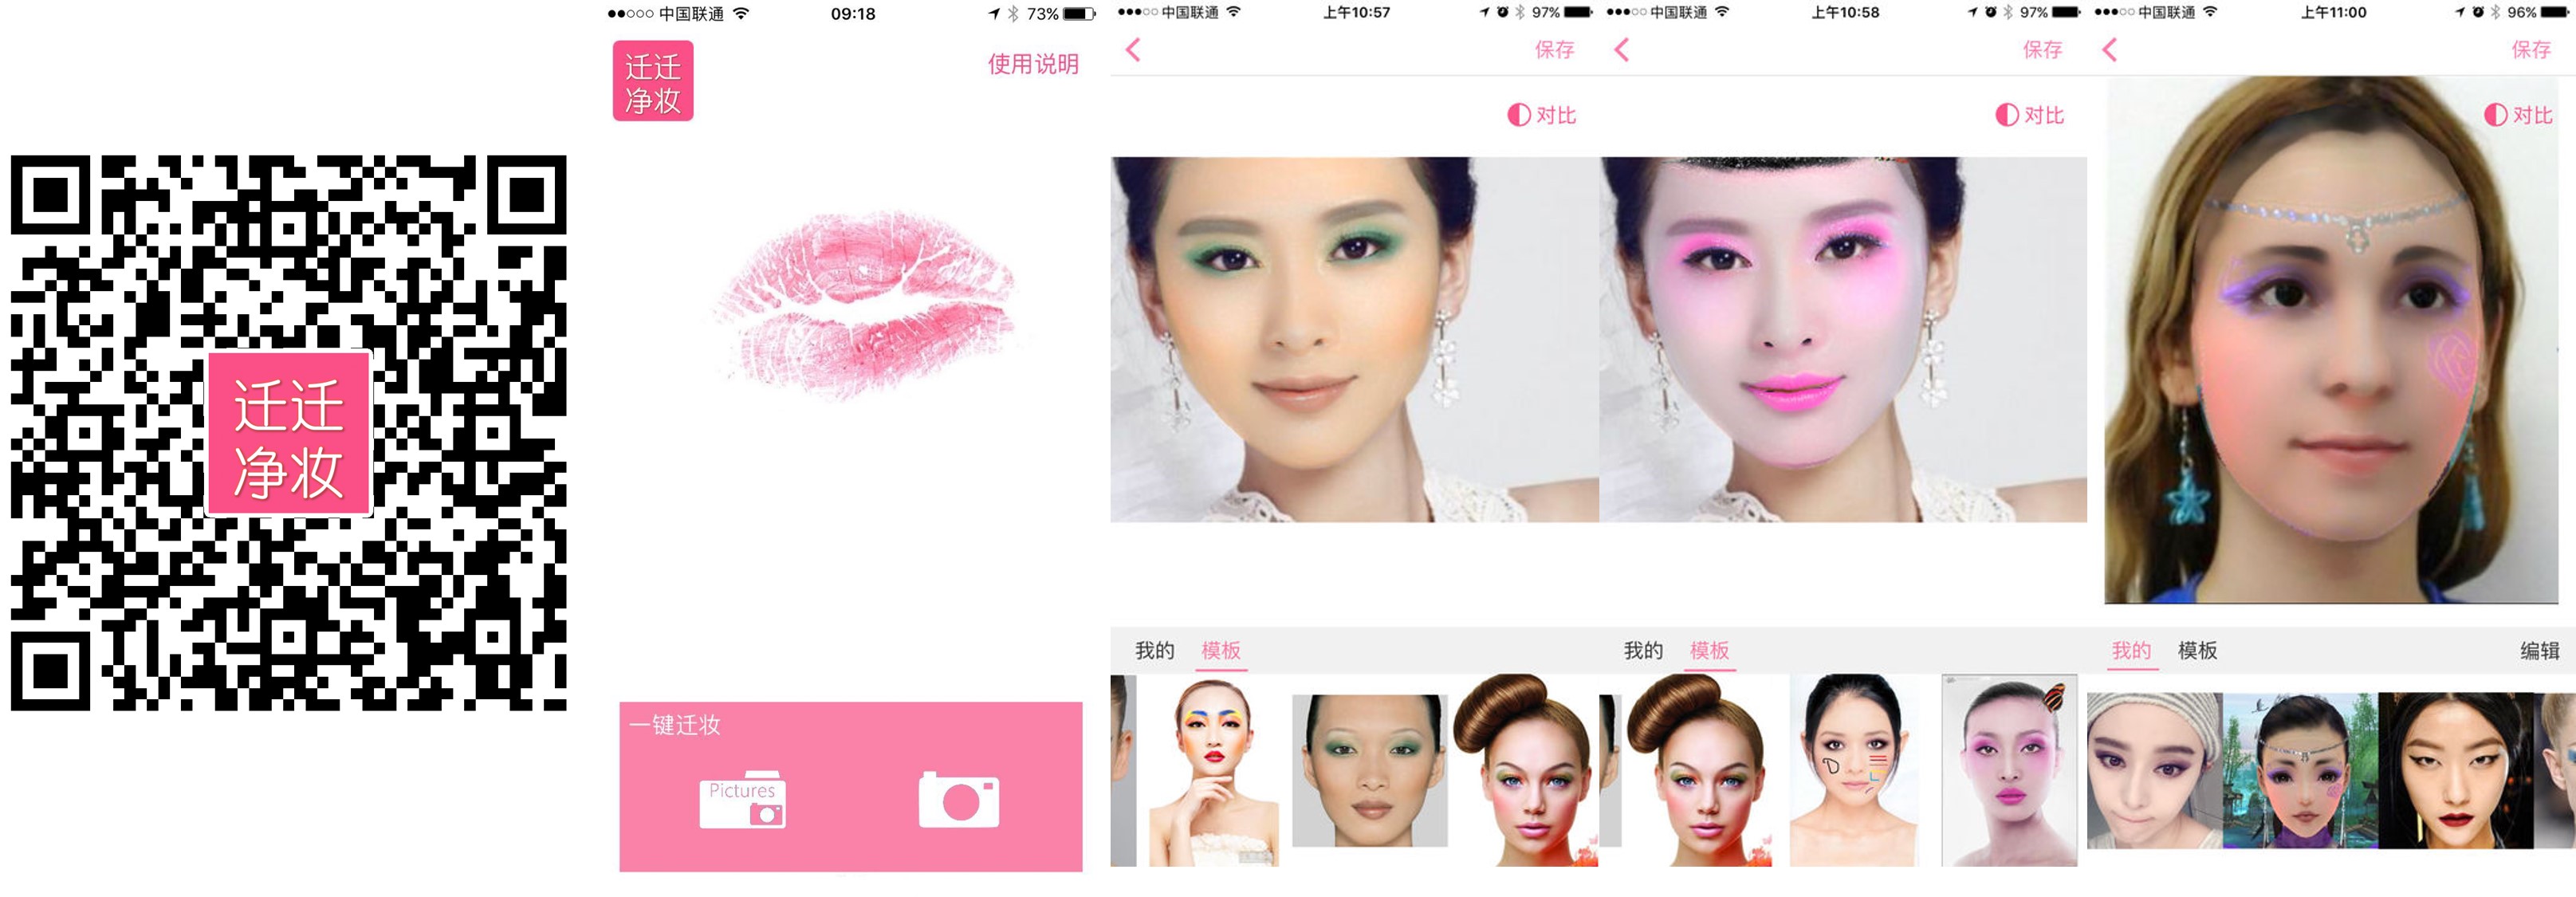 迁迁
净妆
中国联通 09:18 73%
迁迁
净妆
使用说明
一键迁妆
Pictures
中国联通 上午10:57 97%
保存
对比
我的 模板
中国联通 上午10:58 97%
保存
对比
我的 模板
中国联通 上午11:00 96%
保存
对比
我的 模板 编辑